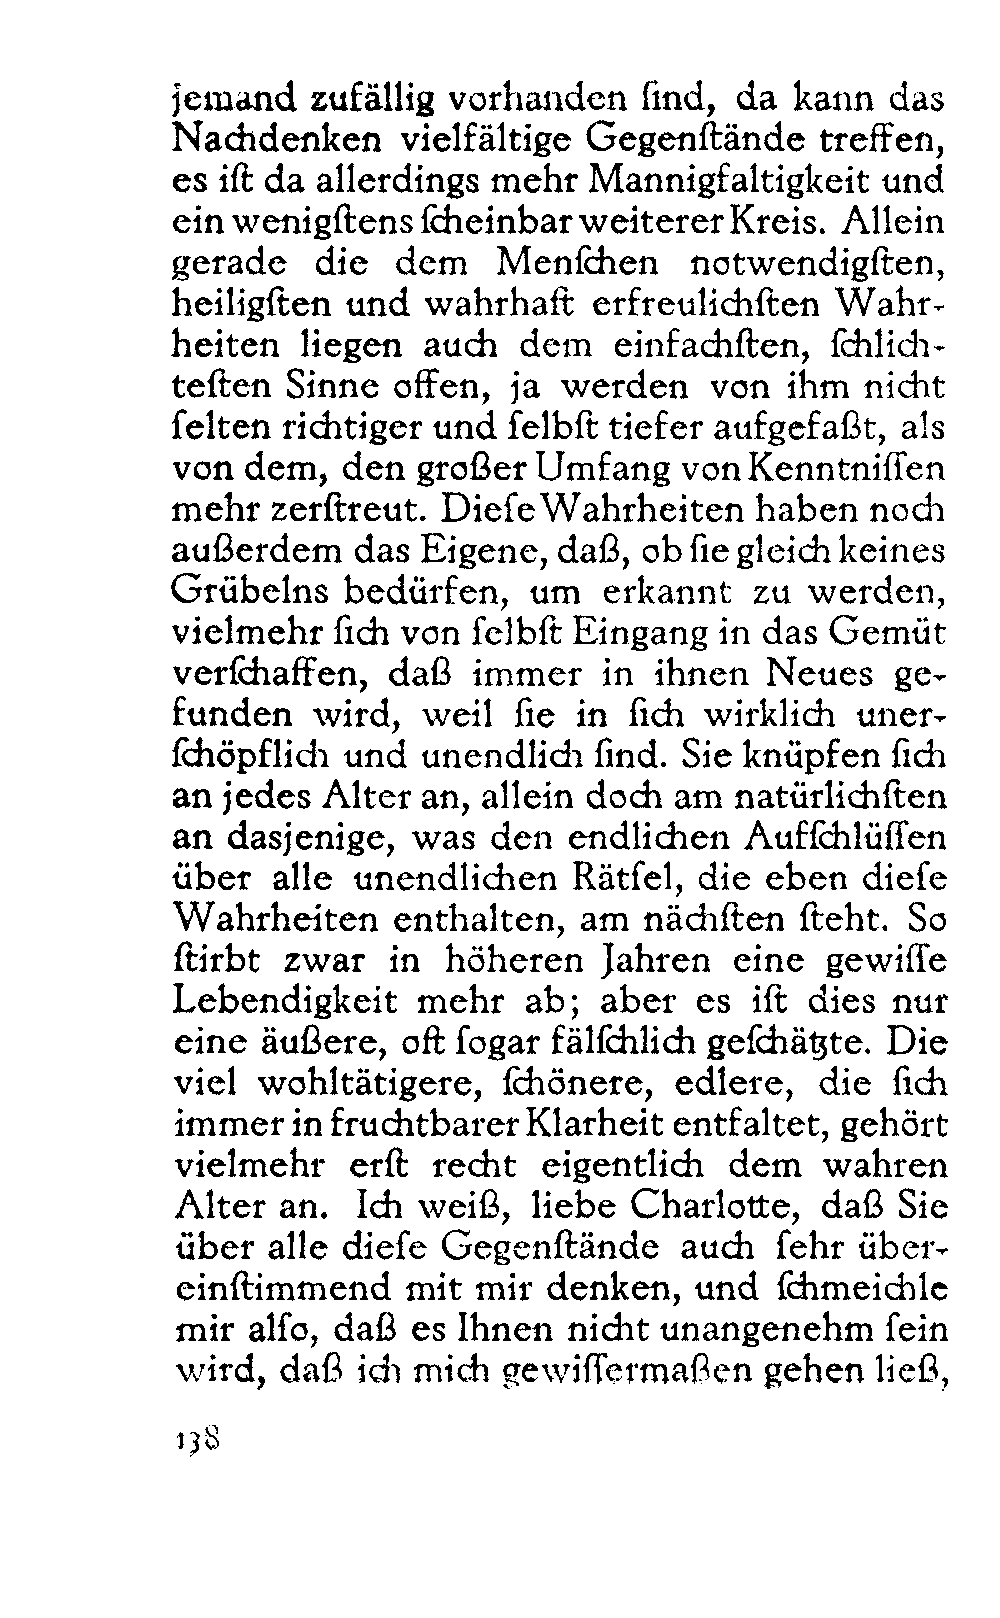 jemand zufällig vorhanden ſind, da kann das
Nachdenken vielfältige Gegenſtände treffen,
es iſt da allerdings mehr Mannigfaltigkeit und
ein wenigſtens ſcheinbar weiterer Kreis. Allein
gerade die dem Menſchen notwendigſten,
heiligſten und wahrhaft erfreulichſten Wahr-
heiten liegen auch dem einfachſten, ſchlich-
teſten Sinne offen, ja werden von ihm nicht
ſelten richtiger und ſelbſt tiefer aufgefaßt, als
von dem, den großer Umfang von Kenntniſſen
mehr zerſtreut. Dieſe Wahrheiten haben noch
außerdem das Eigene, daß, ob ſie gleich keines
Grübelns bedürfen, um erkannt zu werden,
vielmehr ſich von ſelbſt Eingang in das Gemüt
verſchaffen, daß immer in ihnen Neues ge-
funden wird, weil ſie in ſich wirklich uner-
ſchöpflich und unendlich ſind. Sie knüpfen ſich
an jedes Alter an, allein doch am natürlichſten
an dasjenige, was den endlichen Aufſchlüſſen
über alle unendlichen Rätſel, die eben dieſe
Wahrheiten enthalten, am nächſten ſteht. So
ſtirbt zwar in höheren Jahren eine gewiſſe
Lebendigkeit mehr ab; aber es iſt dies nur
eine äußere, oft ſogar fälſchlich geſchätzte. Die
viel wohltätigere, ſchönere, edlere, die ſich
immer in fruchtbarer Klarheit entfaltet, gehört
vielmehr erſt recht eigentlich dem wahren
Alter an. Ich weiß, liebe Charlotte, daß Sie
über alle dieſe Gegenſtände auch ſehr über-
einſtimmend mit mir denken, und ſchmeichle
mir alſo, daß es Ihnen nicht unangenehm ſein
wird, daß ich mich gewiſſermaßen gehen ließ,
138